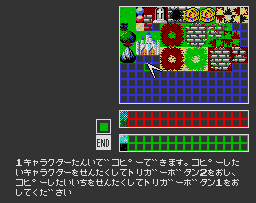 END
1キャラクターたんいで゛コヒ゜ーで゛きます。コヒ゜ーした
いキャラクターをせんたくしてトリカ゛ーホ゛タン2をおし、
コヒ゜ーしたいいちをせんたくしてトリカ゛ーホ゛タン1をお
してくた゛さい